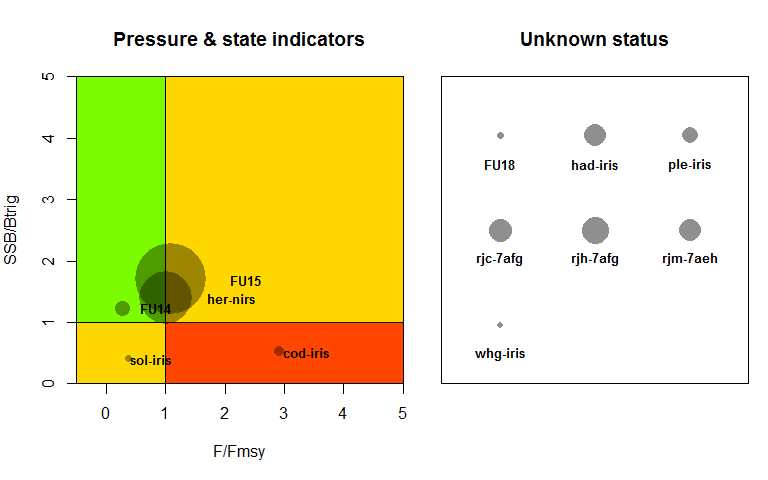 Pressure & state indicators
Unknown status
SSB/Btrig
5
4
3
2
1
0
FU15
her-nirs
FU14
sol-iris
cod-iris
0 1 2 3 4 5
F/Fmsy
FU18 had-iris ple-iris
rjc-7afg rjh-7afg rjm-7aeh
whg-iris